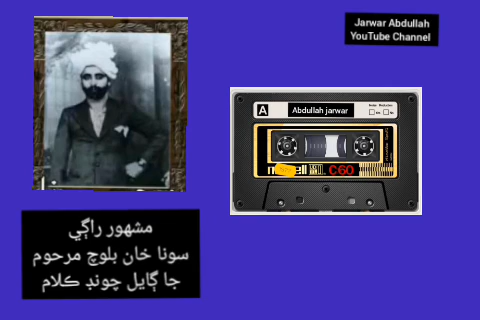 Jarwar Abdullah
YouTube Channel
A
Abdullah jarwar
C60
مشهور راڳي
سونا خان بلوچ مرحوم
جا ڳايل چونڊ ڪلام